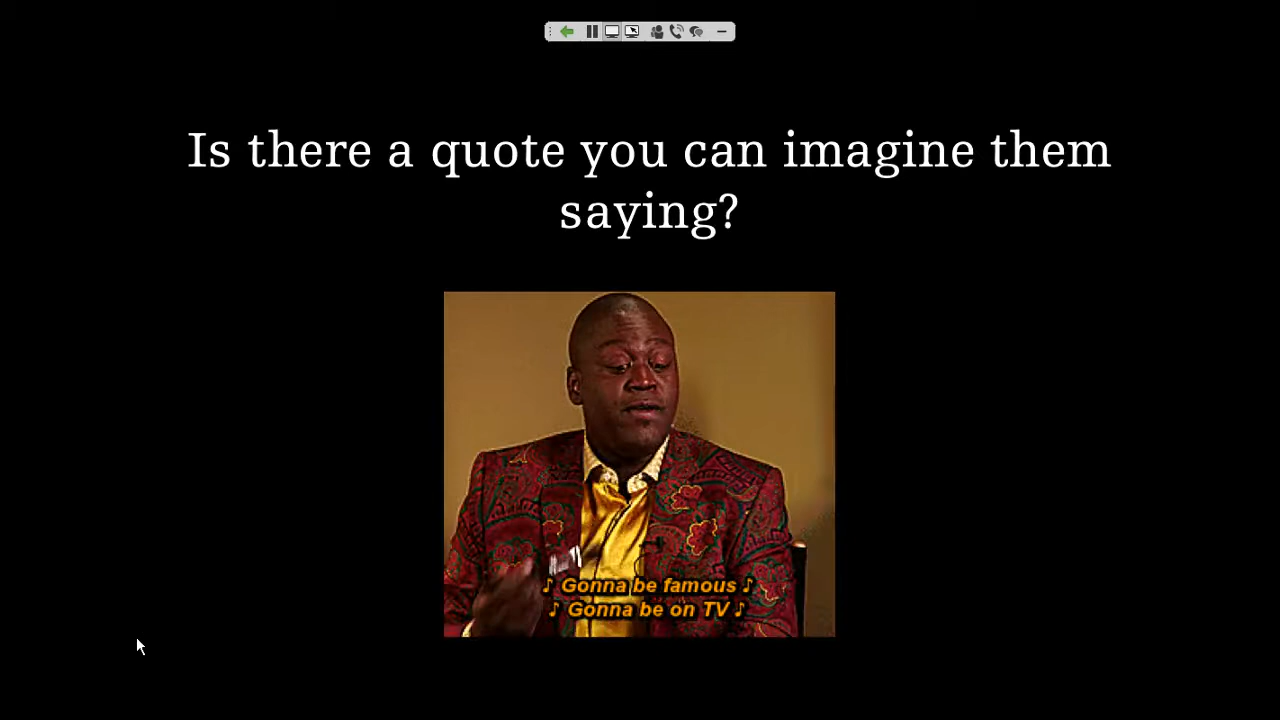 Is there a quote you can imagine them
saying?
♪ Gonna be famous ♪
♪ Gonna be on TV ♪